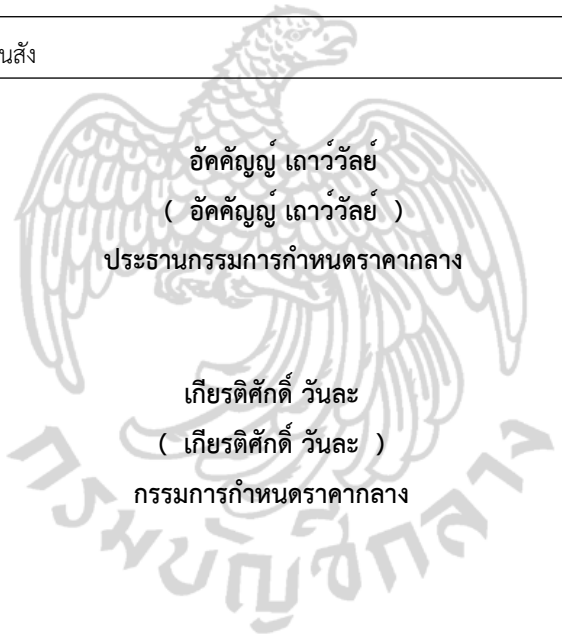 นสัง
อัคคัญญ์ เถาว์วัลย์
( อัคคัญญ์ เถาว์วัลย์ )
ประธานกรรมการกำหนดราคากลาง
เกียรติศักดิ์ วันละ
( เกียรติศักดิ์ วันละ )
กรรมการกำหนดราคากลาง
กรมบัญชีกลาง